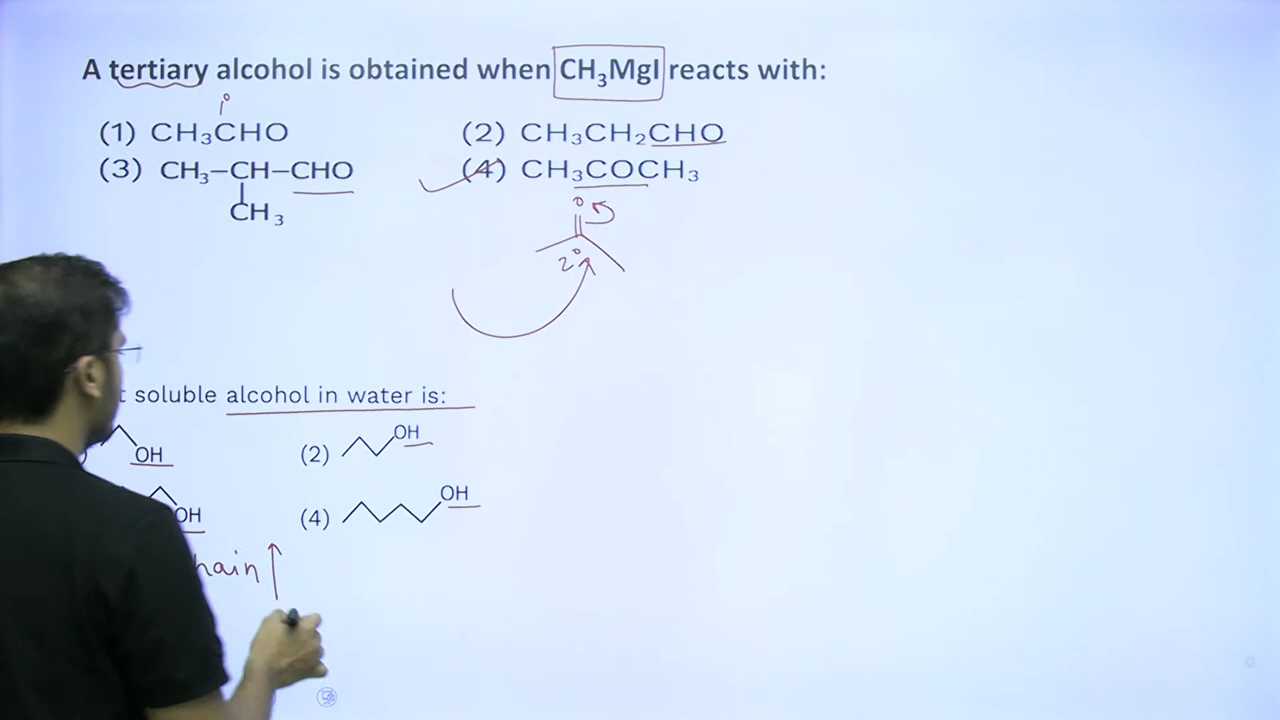 A tertiary alcohol is obtained when CH₃MgI reacts with:
1°
(1) CH₃CHO (2) CH₃CH₂CHO
(3) CH₃–CH–CHO (4) CH₃COCH₃
CH₃
O
2°
soluble alcohol in water is:
OH (2) OH
OH (4) OH
hain ↑